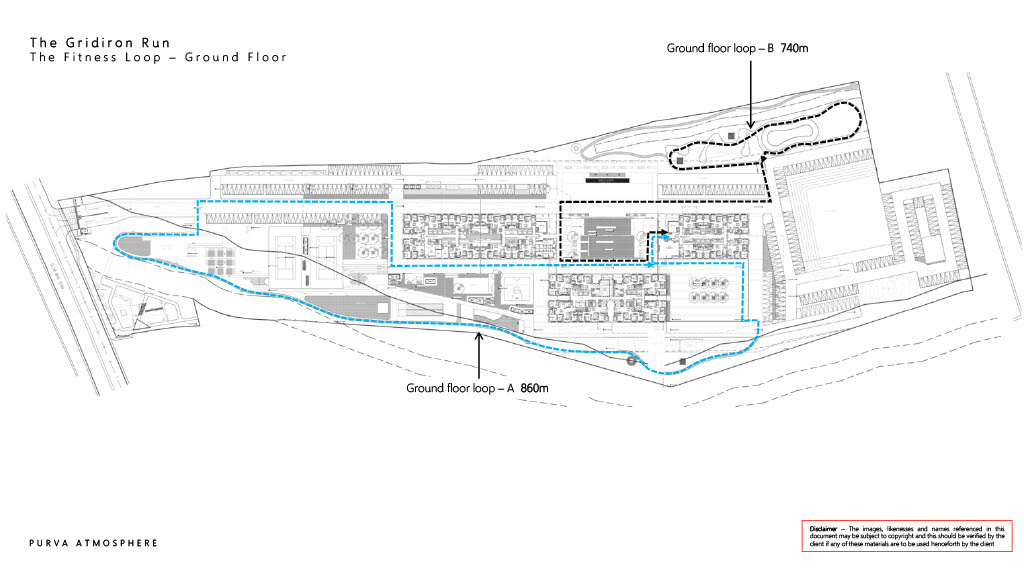 The Gridiron Run
The Fitness Loop – Ground Floor
Ground floor loop – B 740m
Ground floor loop – A 860m
PURVA ATMOSPHERE
Disclaimer – The images, likenesses and names referenced in this
document may be subject to copyright and this should be verified by the
client if any of these materials are to be used henceforth by the client